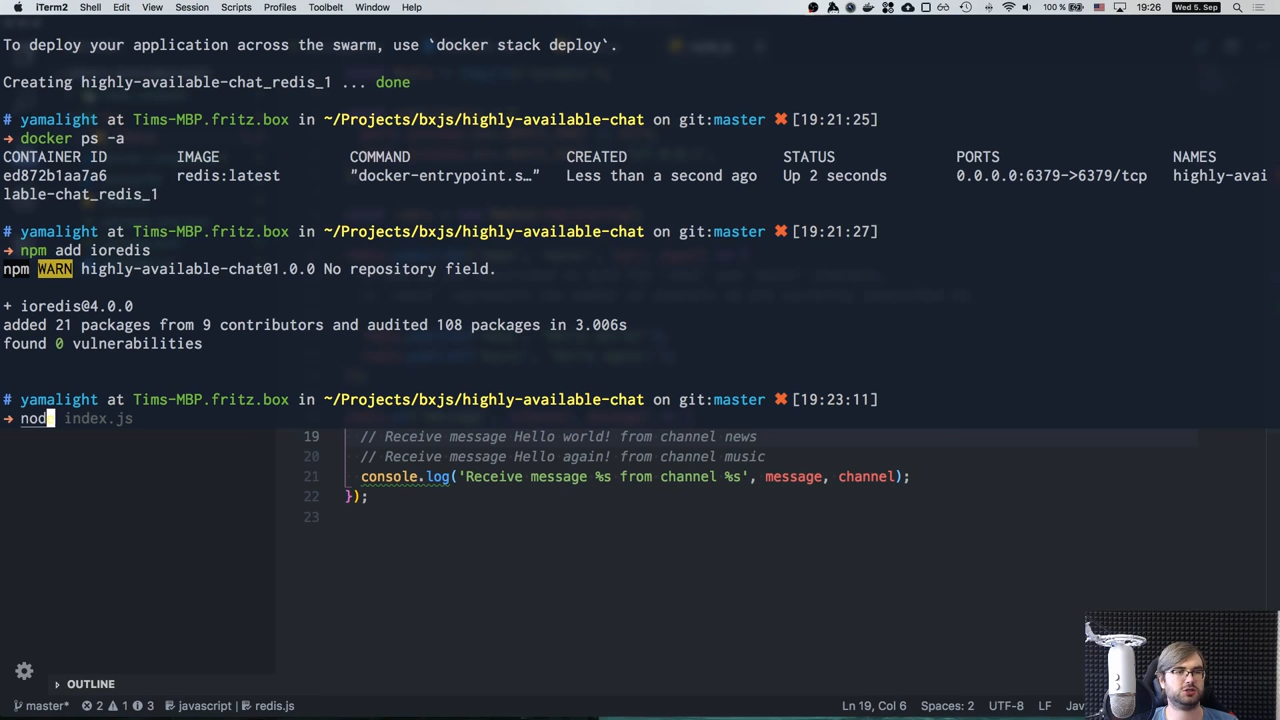 iTerm2 Shell Edit View Session Scripts Profiles Toolbelt Window Help 100 % 19:26 Wed 5. Sep
To deploy your application across the swarm, use `docker stack deploy`.
Creating highly-available-chat_redis_1 ... done
# yamalight at Tims-MBP.fritz.box in ~/Projects/bxjs/highly-available-chat on git:master ✖ [19:21:25]
→ docker ps -a
CONTAINER ID IMAGE COMMAND CREATED STATUS PORTS NAMES
ed872b1aa7a6 redis:latest "docker-entrypoint.s…" Less than a second ago Up 2 seconds 0.0.0.0:6379->6379/tcp highly-avai
lable-chat_redis_1
# yamalight at Tims-MBP.fritz.box in ~/Projects/bxjs/highly-available-chat on git:master ✖ [19:21:27]
→ npm add ioredis
npm WARN highly-available-chat@1.0.0 No repository field.
+ ioredis@4.0.0
added 21 packages from 9 contributors and audited 108 packages in 3.006s
found 0 vulnerabilities
# yamalight at Tims-MBP.fritz.box in ~/Projects/bxjs/highly-available-chat on git:master ✖ [19:23:11]
→ node index.js
19 // Receive message Hello world! from channel news
20 // Receive message Hello again! from channel music
21 console.log('Receive message %s from channel %s', message, channel);
22 });
23
OUTLINE
master* 2 1 3 javascript | redis.js Ln 19, Col 6 Spaces: 2 UTF-8 LF Jav